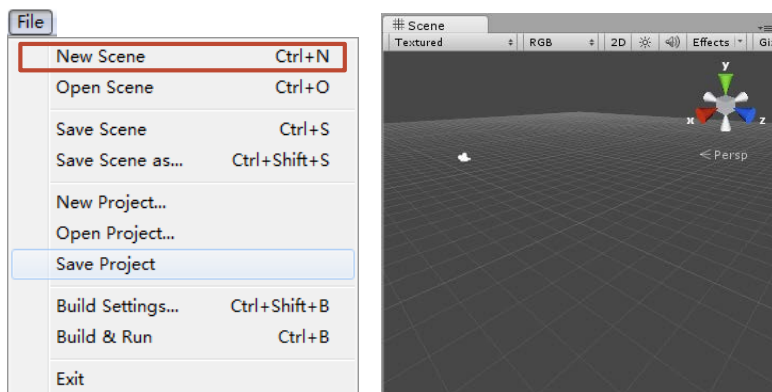 File
New Scene Ctrl+N
Open Scene Ctrl+O
Save Scene Ctrl+S
Save Scene as... Ctrl+Shift+S
New Project...
Open Project...
Save Project
Build Settings... Ctrl+Shift+B
Build & Run Ctrl+B
Exit
# Scene
Textured RGB 2D Effects Gi
y
x z
<Persp